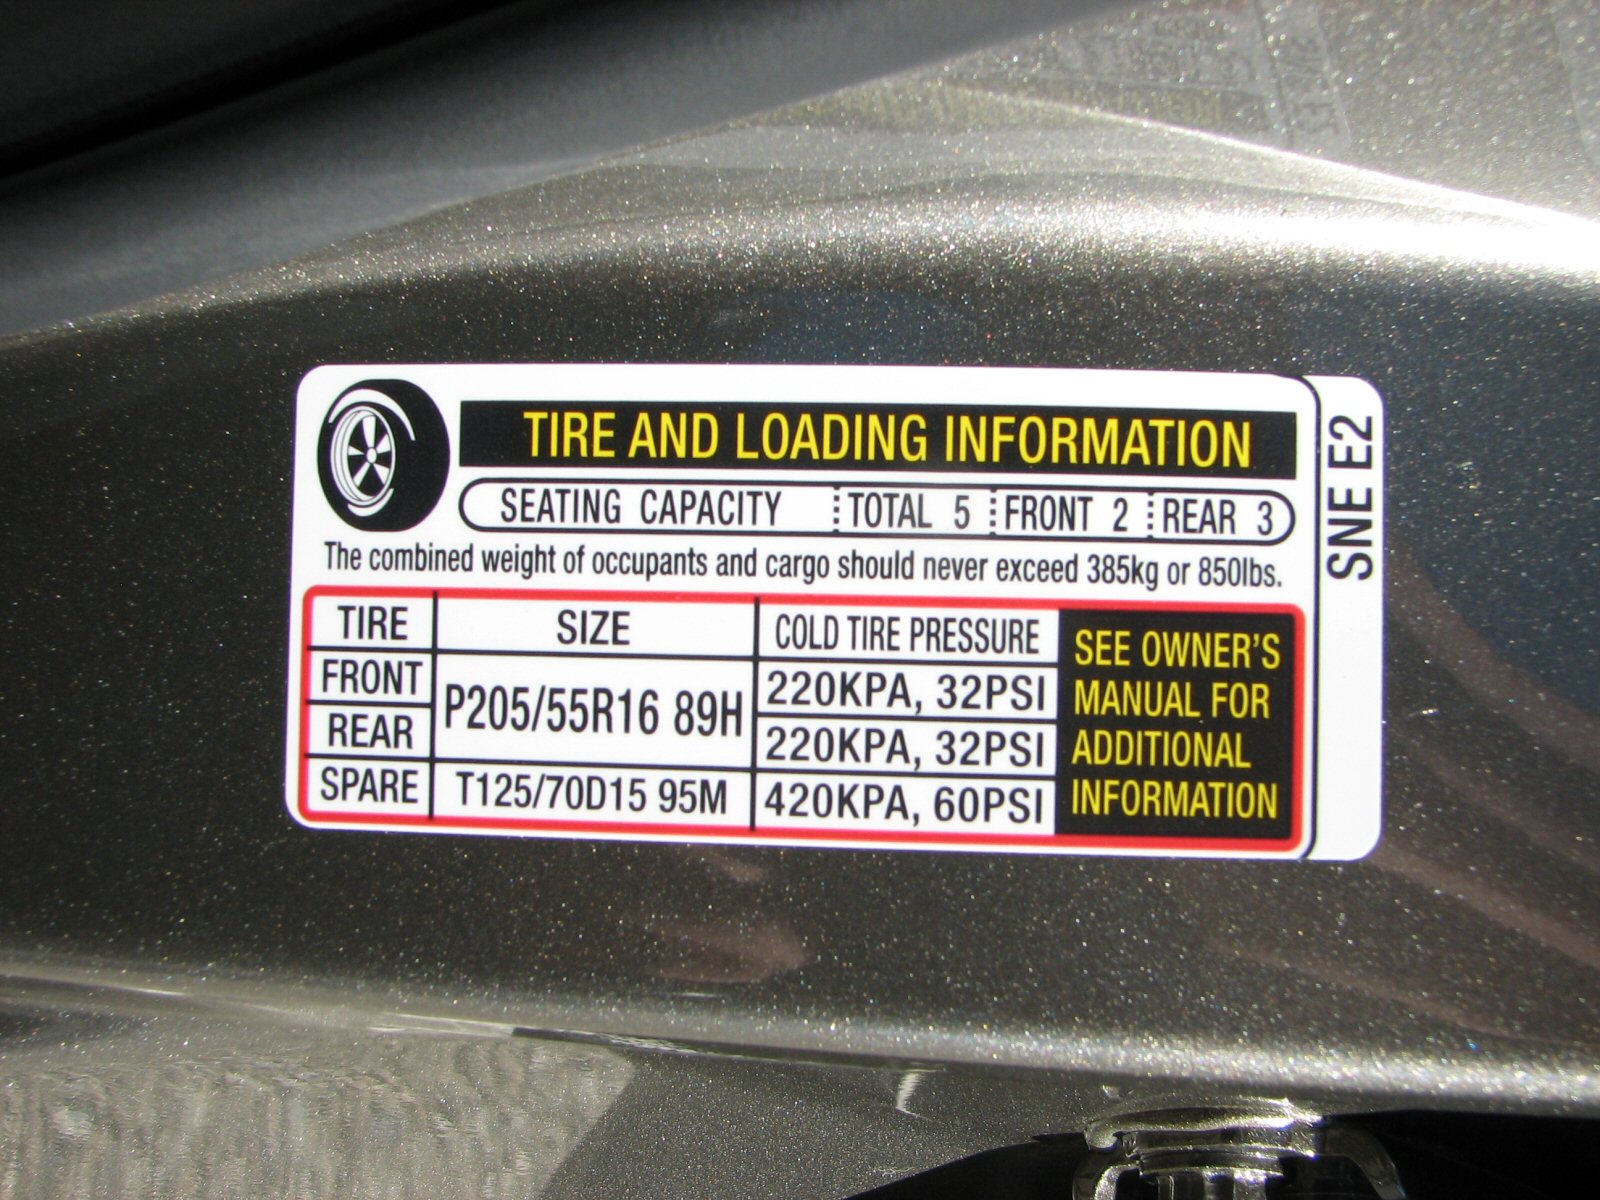 TIRE AND LOADING INFORMATION
SEATING CAPACITY TOTAL 5 FRONT 2 REAR 3
The combined weight of occupants and cargo should never exceed 385kg or 850lbs.
TIRE SIZE COLD TIRE PRESSURE
FRONT P205/55R16 89H 220KPA, 32PSI
REAR 220KPA, 32PSI
SPARE T125/70D15 95M 420KPA, 60PSI
SEE OWNER'S
MANUAL FOR
ADDITIONAL
INFORMATION
SNE E2